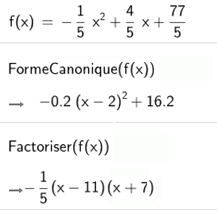 f(x) = − 1/5 x² + 4/5 x + 77/5
FormeCanonique(f(x))
→ −0.2 (x − 2)² + 16.2
Factoriser(f(x))
→ − 1/5 (x − 11)(x + 7)